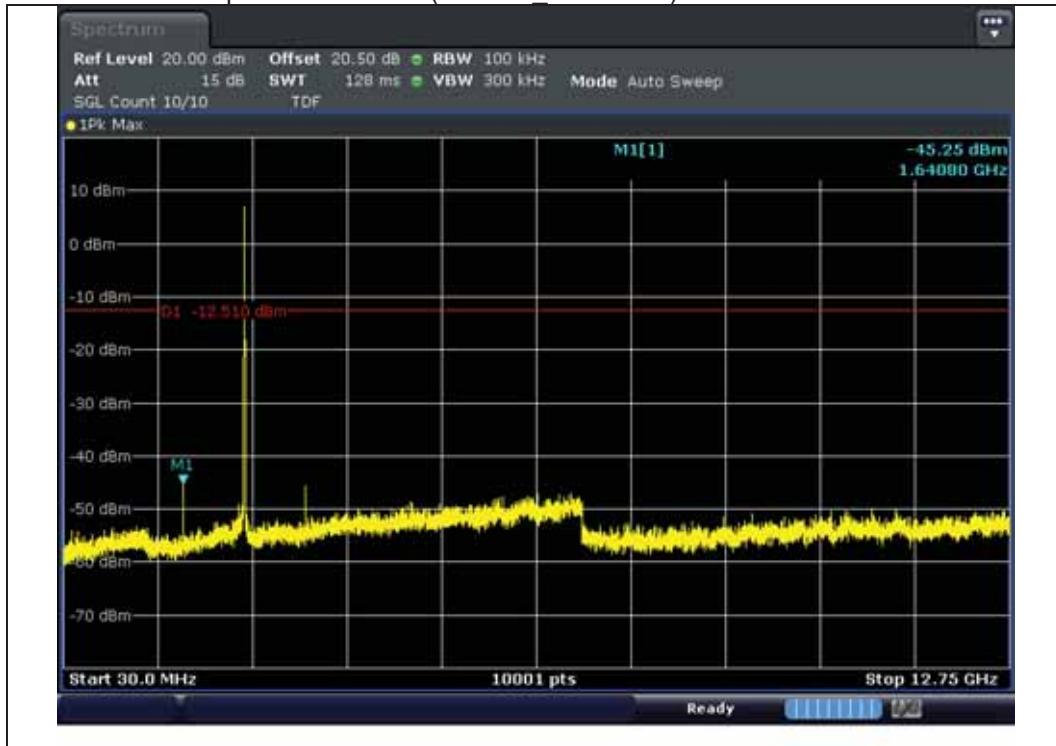 Spectrum
Ref Level 20.00 dBm Offset 20.50 dB RBW 100 kHz
Att 15 dB SWT 128 ms VBW 300 kHz Mode Auto Sweep
SGL Count 10/10 TDF
1Pk Max
M1[1] -45.25 dBm
1.64080 GHz
10 dBm
0 dBm
-10 dBm
D1 -12.510 dBm
-20 dBm
-30 dBm
-40 dBm
M1
-50 dBm
-60 dBm
-70 dBm
Start 30.0 MHz 10001 pts Stop 12.75 GHz
Ready